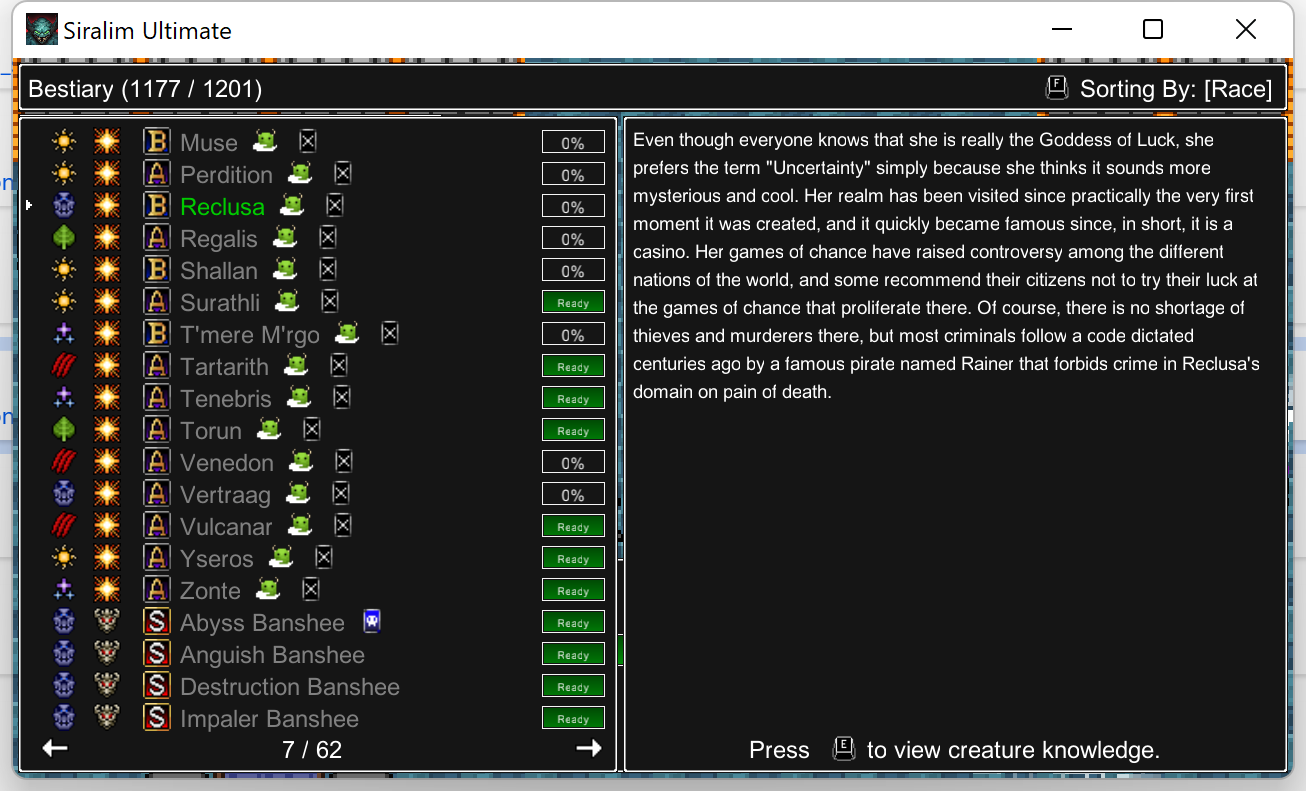 Siralim Ultimate
Bestiary (1177 / 1201)
F Sorting By: [Race]
B Muse 0%
A Perdition 0%
B Reclusa 0%
A Regalis 0%
B Shallan 0%
A Surathli Ready
B T'mere M'rgo 0%
A Tartarith Ready
A Tenebris Ready
A Torun Ready
A Venedon 0%
A Vertraag 0%
A Vulcanar Ready
A Yseros Ready
A Zonte Ready
S Abyss Banshee Ready
S Anguish Banshee Ready
S Destruction Banshee Ready
S Impaler Banshee Ready
7 / 62
Even though everyone knows that she is really the Goddess of Luck, she
prefers the term "Uncertainty" simply because she thinks it sounds more
mysterious and cool. Her realm has been visited since practically the very first
moment it was created, and it quickly became famous since, in short, it is a
casino. Her games of chance have raised controversy among the different
nations of the world, and some recommend their citizens not to try their luck at
the games of chance that proliferate there. Of course, there is no shortage of
thieves and murderers there, but most criminals follow a code dictated
centuries ago by a famous pirate named Rainer that forbids crime in Reclusa's
domain on pain of death.
Press E to view creature knowledge.